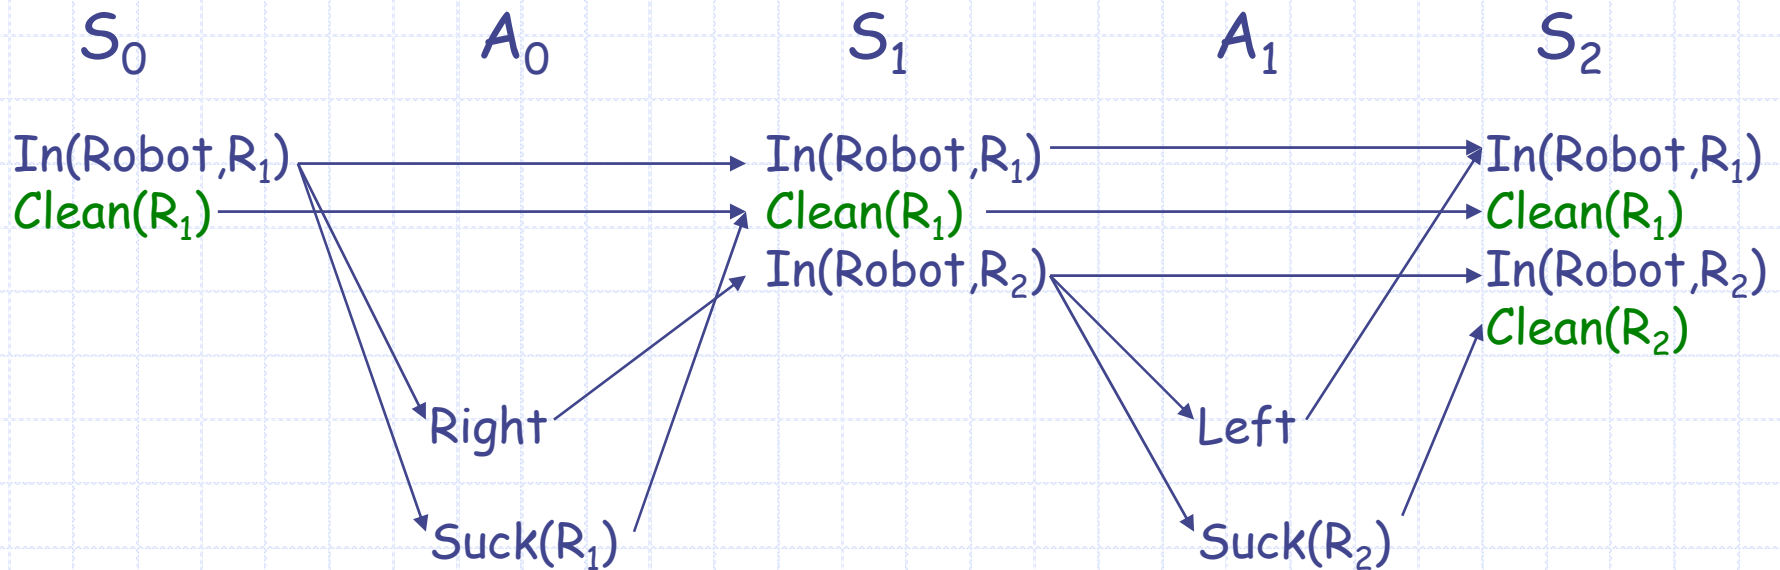 S₀ A₀ S₁ A₁ S₂
In(Robot,R₁) In(Robot,R₁) In(Robot,R₁)
Clean(R₁) Clean(R₁) Clean(R₁)
In(Robot,R₂) In(Robot,R₂)
Clean(R₂)
Right Left
Suck(R₁) Suck(R₂)